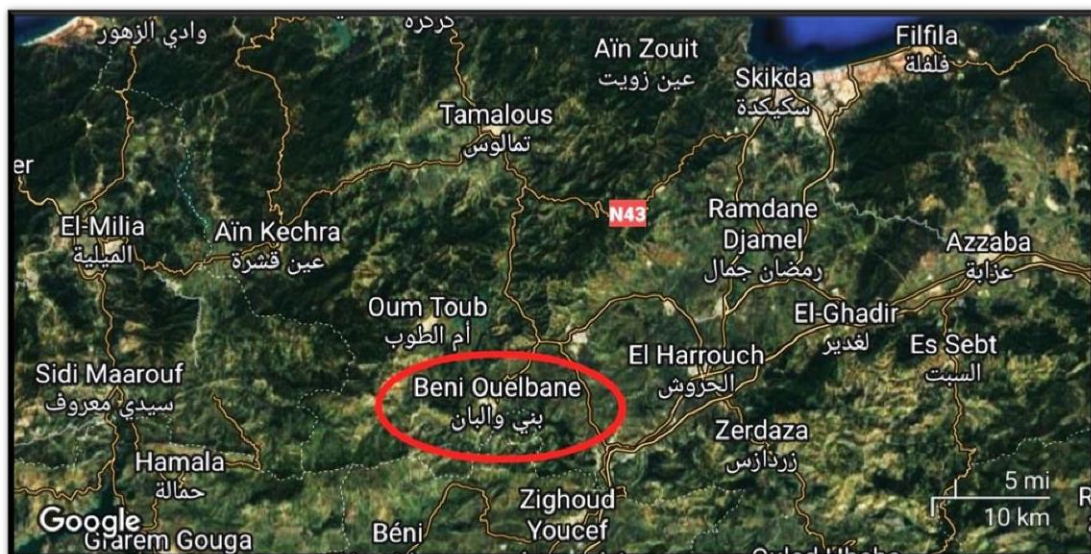 وادي الزهور
كركرة
Aïn Zouit
عين زويت
Filfila
فلفلة
Skikda
سكيكدة
Tamalous
تمالوس
er
N43
El-Milia
الميلية
Aïn Kechra
عين قشرة
Ramdane
Djamel
رمضان جمال
Azzaba
عزابة
Oum Toub
أم الطوب
El-Ghadir
لغدير
Es Sebt
السبت
El Harrouch
الحروش
Sidi Maarouf
سيدي معروف
Beni Ouelbane
بني والبان
Zerdaza
زردازس
Hamala
حمالة
Zighoud
Youcef
Béni
5 mi
10 km
R
Google
Grarem Gouga